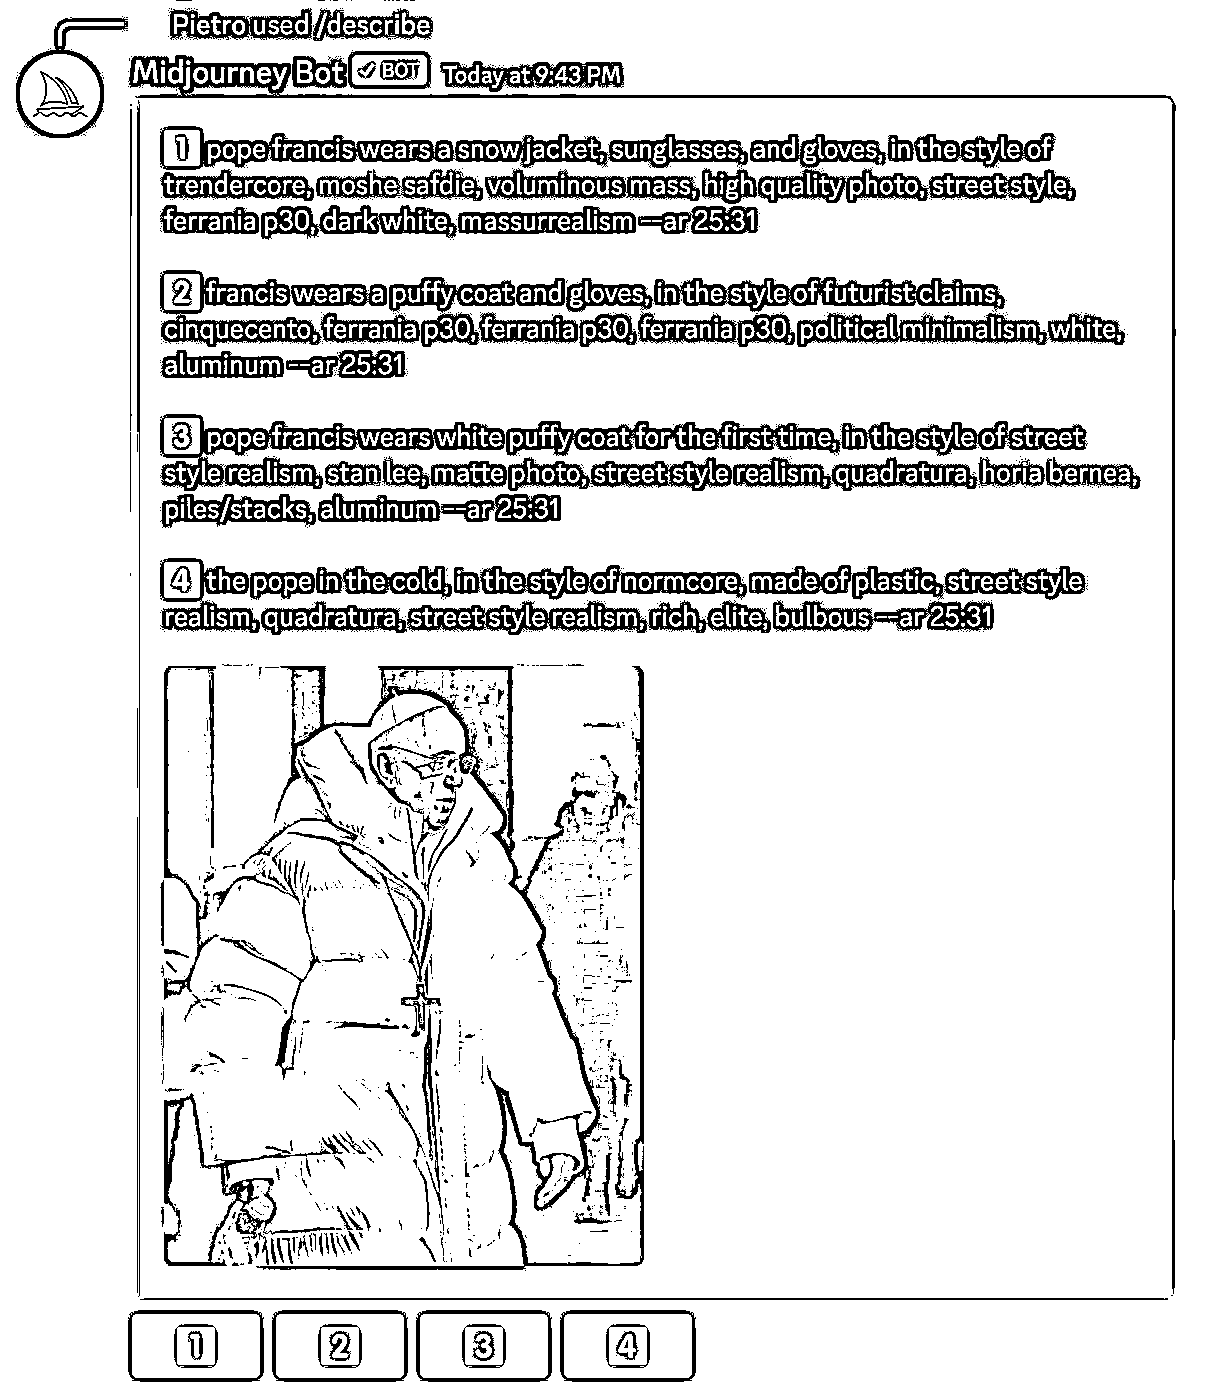 Pietro used /describe
Midjourney Bot ✓ BOT Today at 9:43 PM
1 pope francis wears a snow jacket, sunglasses, and gloves, in the style of
trendercore, moshe safdie, voluminous mass, high quality photo, street style,
ferrania p30, dark white, massurrealism —ar 25:31
2 francis wears a puffy coat and gloves, in the style of futurist claims,
cinquecento, ferrania p30, ferrania p30, ferrania p30, political minimalism, white,
aluminum —ar 25:31
3 pope francis wears white puffy coat for the first time, in the style of street
style realism, stan lee, matte photo, street style realism, quadratura, horia bernea,
piles/stacks, aluminum —ar 25:31
4 the pope in the cold, in the style of normcore, made of plastic, street style
realism, quadratura, street style realism, rich, elite, bulbous —ar 25:31
1 2 3 4